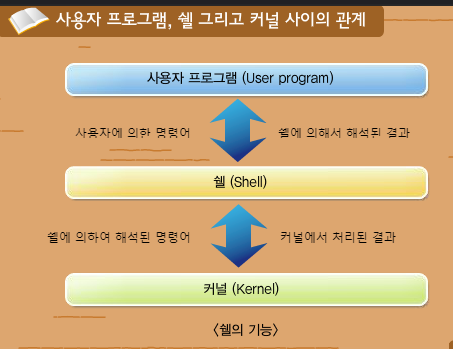 사용자 프로그램, 쉘 그리고 커널 사이의 관계
사용자 프로그램 (User program)
사용자에 의한 명령어
쉘에 의해서 해석된 결과
쉘 (Shell)
쉘에 의하여 해석된 명령어
커널에서 처리된 결과
커널 (Kernel)
<쉘의 기능>